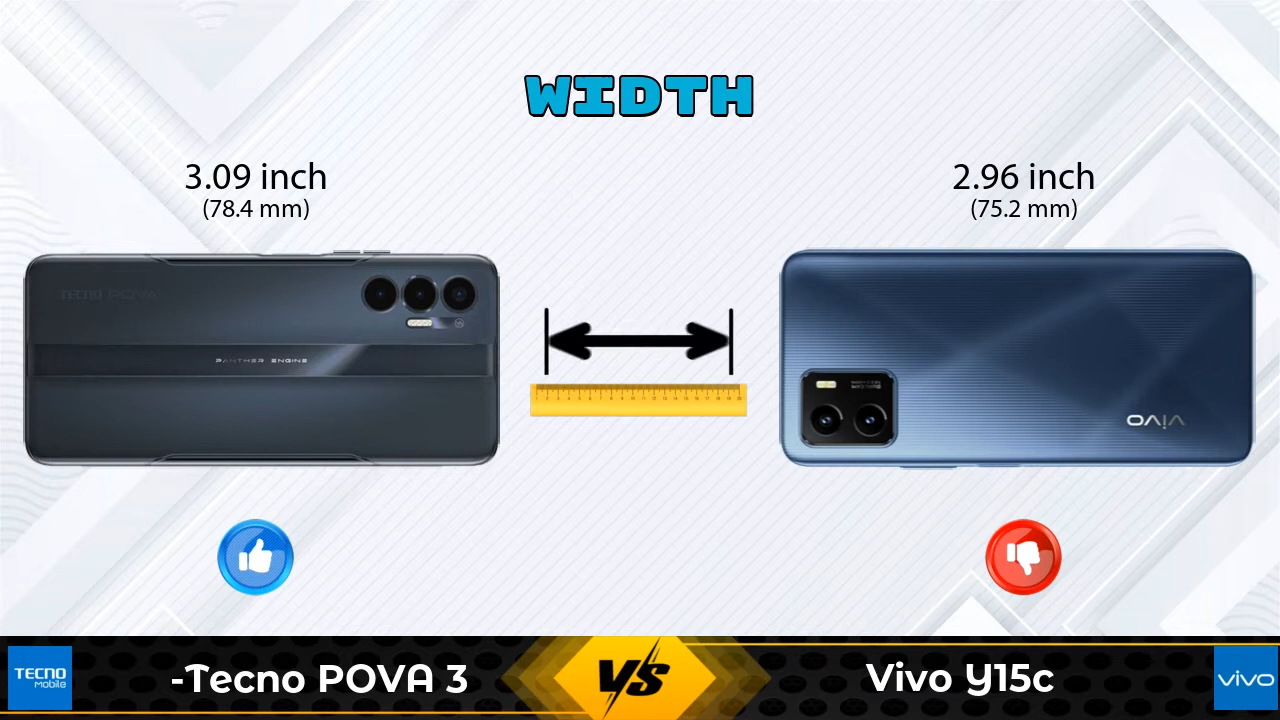 WIDTH
3.09 inch
(78.4 mm)
2.96 inch
(75.2 mm)
TECNO POVA
PANTHER ENGINE
vivo
TECNO
mobile
-Tecno POVA 3
VS
Vivo Y15c
vivo